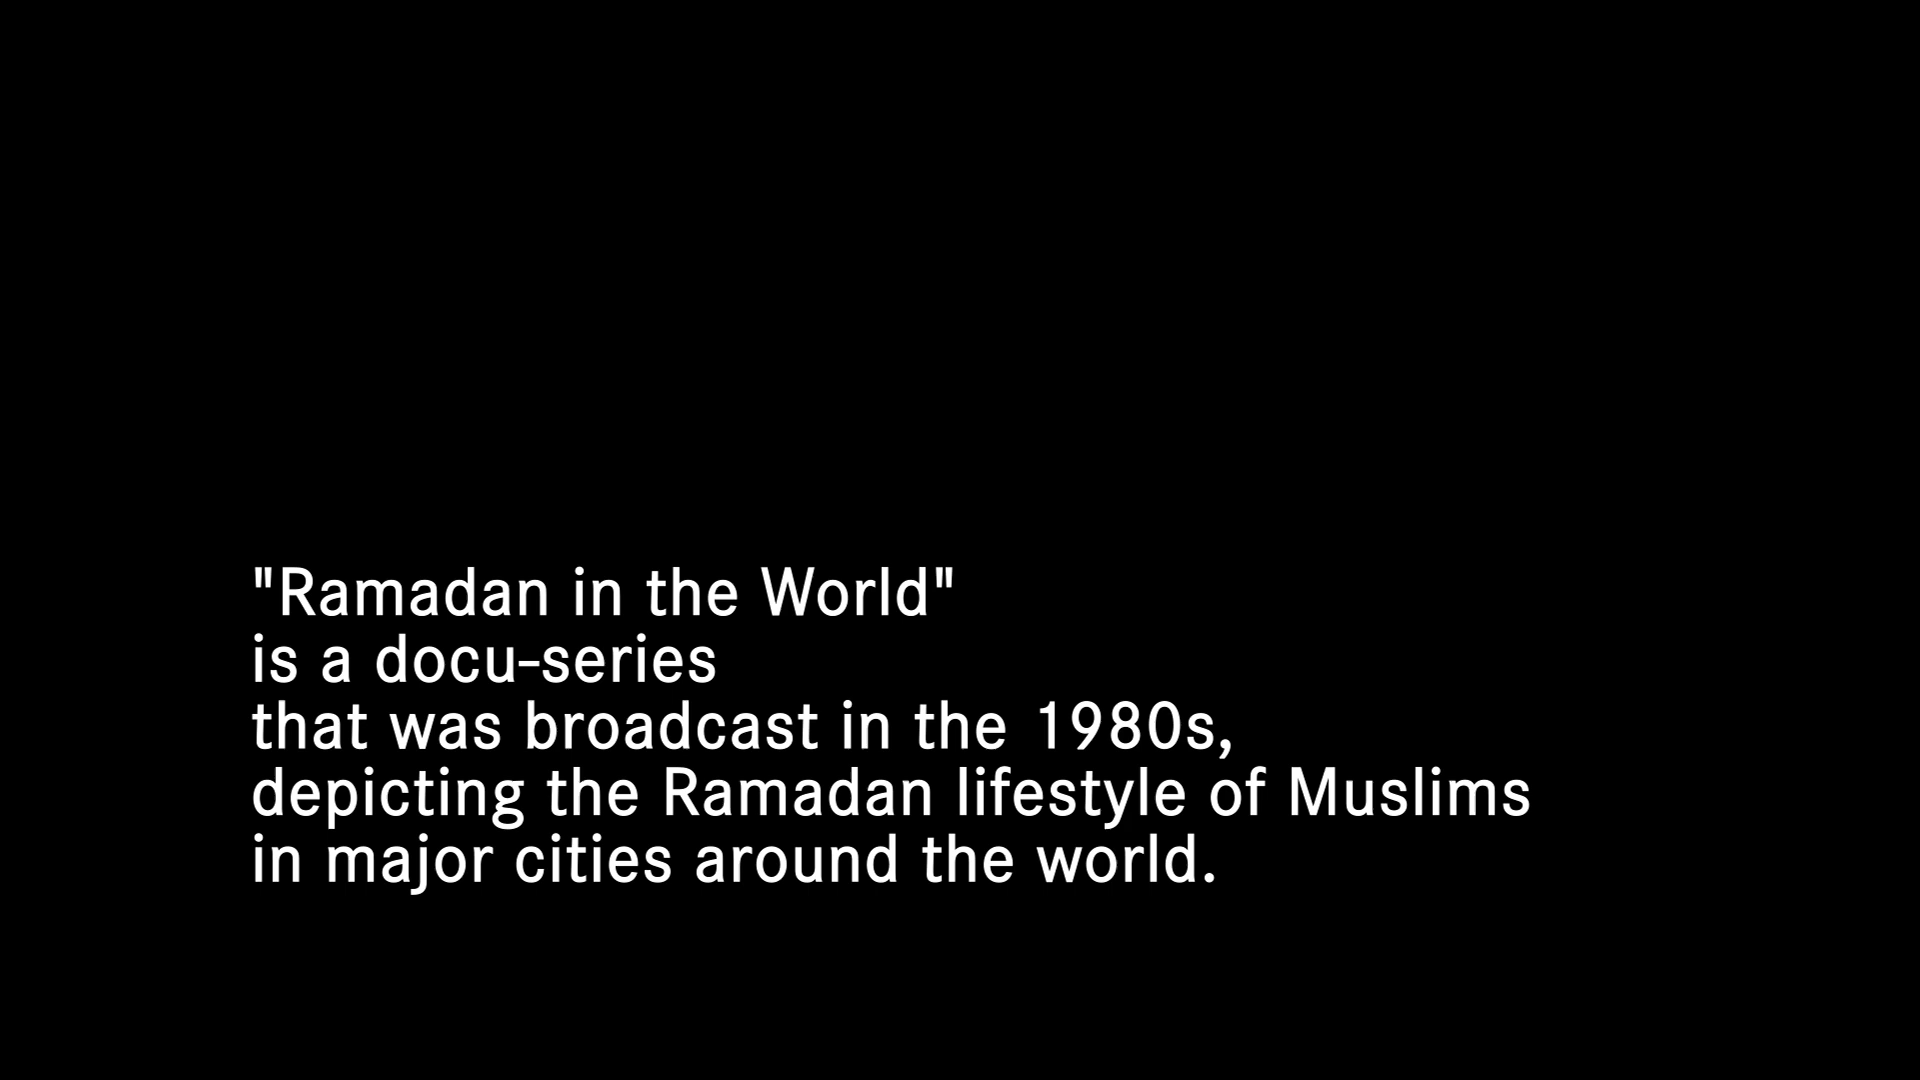 "Ramadan in the World"
is a docu-series
that was broadcast in the 1980s,
depicting the Ramadan lifestyle of Muslims
in major cities around the world.